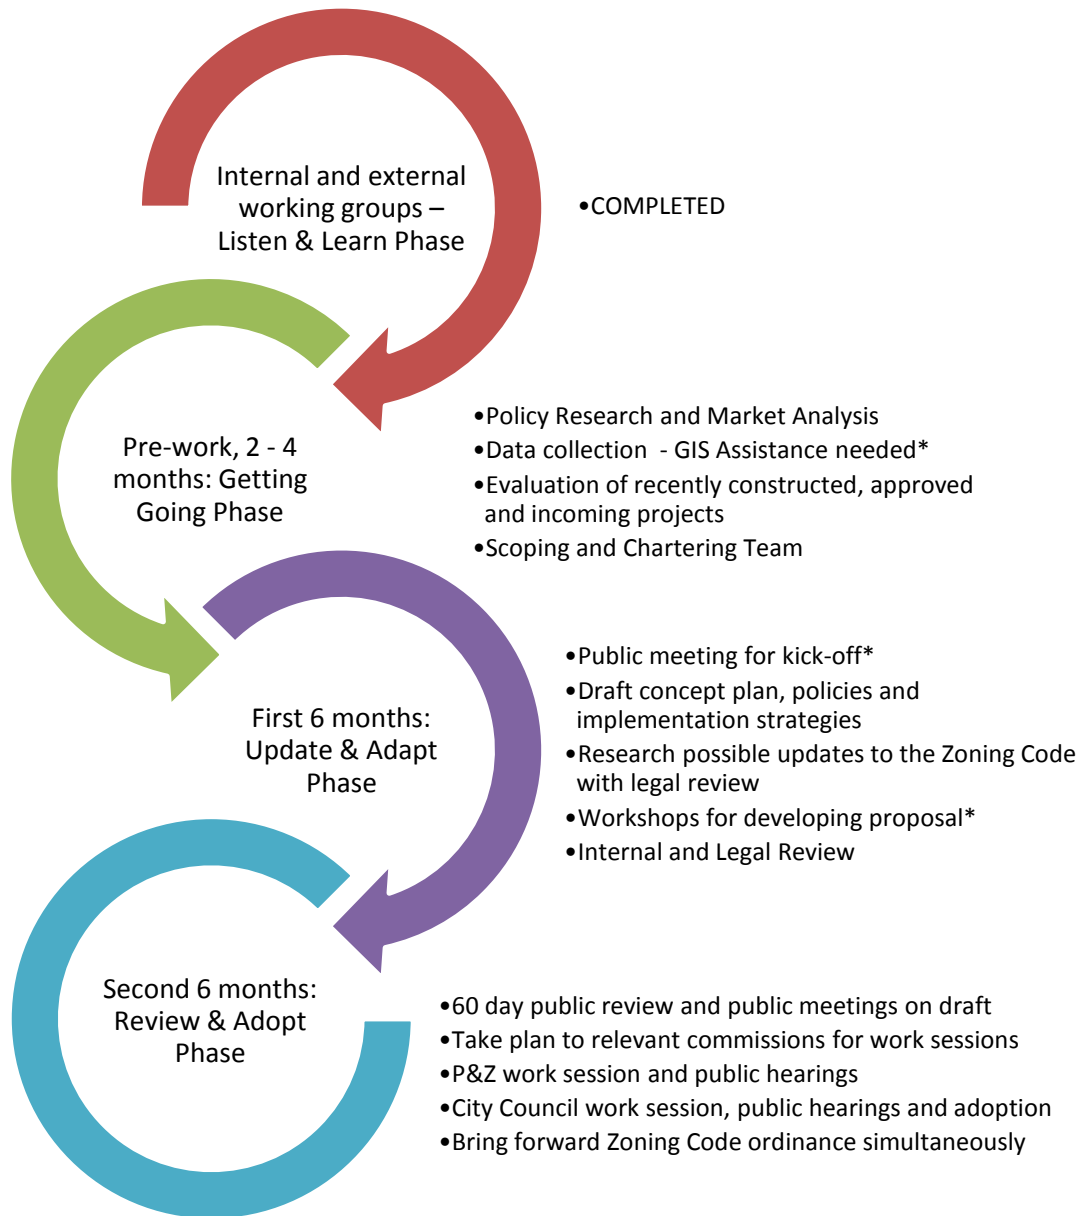 Internal and external
working groups –
Listen & Learn Phase
•COMPLETED
Pre-work, 2 - 4
months: Getting
Going Phase
•Policy Research and Market Analysis
•Data collection  - GIS Assistance needed*
•Evaluation of recently constructed, approved
and incoming projects
•Scoping and Chartering Team
First 6 months:
Update & Adapt
Phase
•Public meeting for kick-off*
•Draft concept plan, policies and
implementation strategies
•Research possible updates to the Zoning Code
with legal review
•Workshops for developing proposal*
•Internal and Legal Review
Second 6 months:
Review & Adopt
Phase
•60 day public review and public meetings on draft
•Take plan to relevant commissions for work sessions
•P&Z work session and public hearings
•City Council work session, public hearings and adoption
•Bring forward Zoning Code ordinance simultaneously